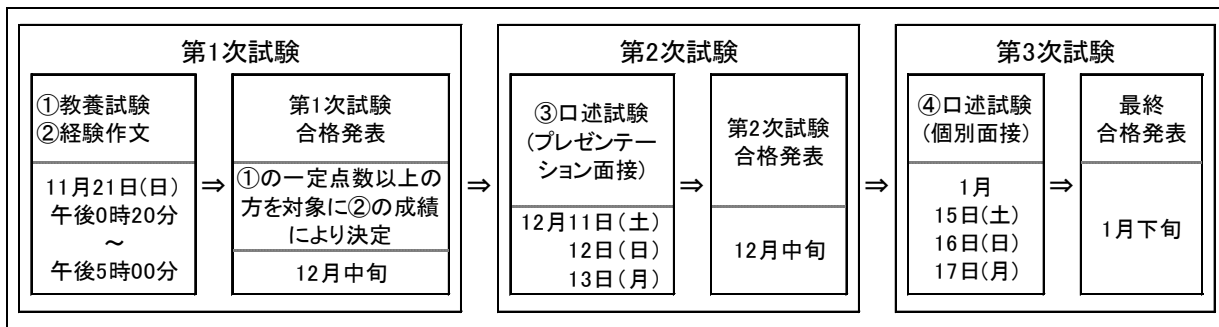 第1次試験
①教養試験
②経験作文
11月21日(日)
午後0時20分
~
午後5時00分
⇒
第1次試験
合格発表
①の一定点数以上の
方を対象に②の成績
により決定
12月中旬
⇒
第2次試験
③口述試験
(プレゼンテー
ション面接)
12月11日(土)
12日(日)
13日(月)
⇒
第2次試験
合格発表
12月中旬
⇒
第3次試験
④口述試験
(個別面接)
1月
15日(土)
16日(日)
17日(月)
⇒
最終
合格発表
1月下旬